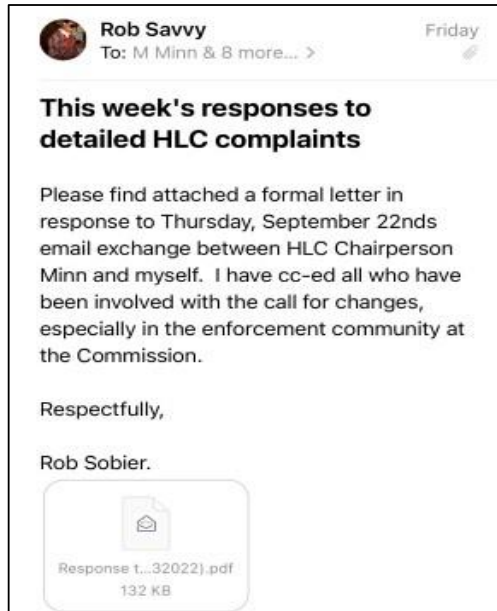 Rob Savvy
Friday
To: M Minn & 8 more... >
This week's responses to
detailed HLC complaints
Please find attached a formal letter in
response to Thursday, September 22nds
email exchange between HLC Chairperson
Minn and myself.  I have cc-ed all who have
been involved with the call for changes,
especially in the enforcement community at
the Commission.
Respectfully,
Rob Sobier.
Response t...32022).pdf
132 KB